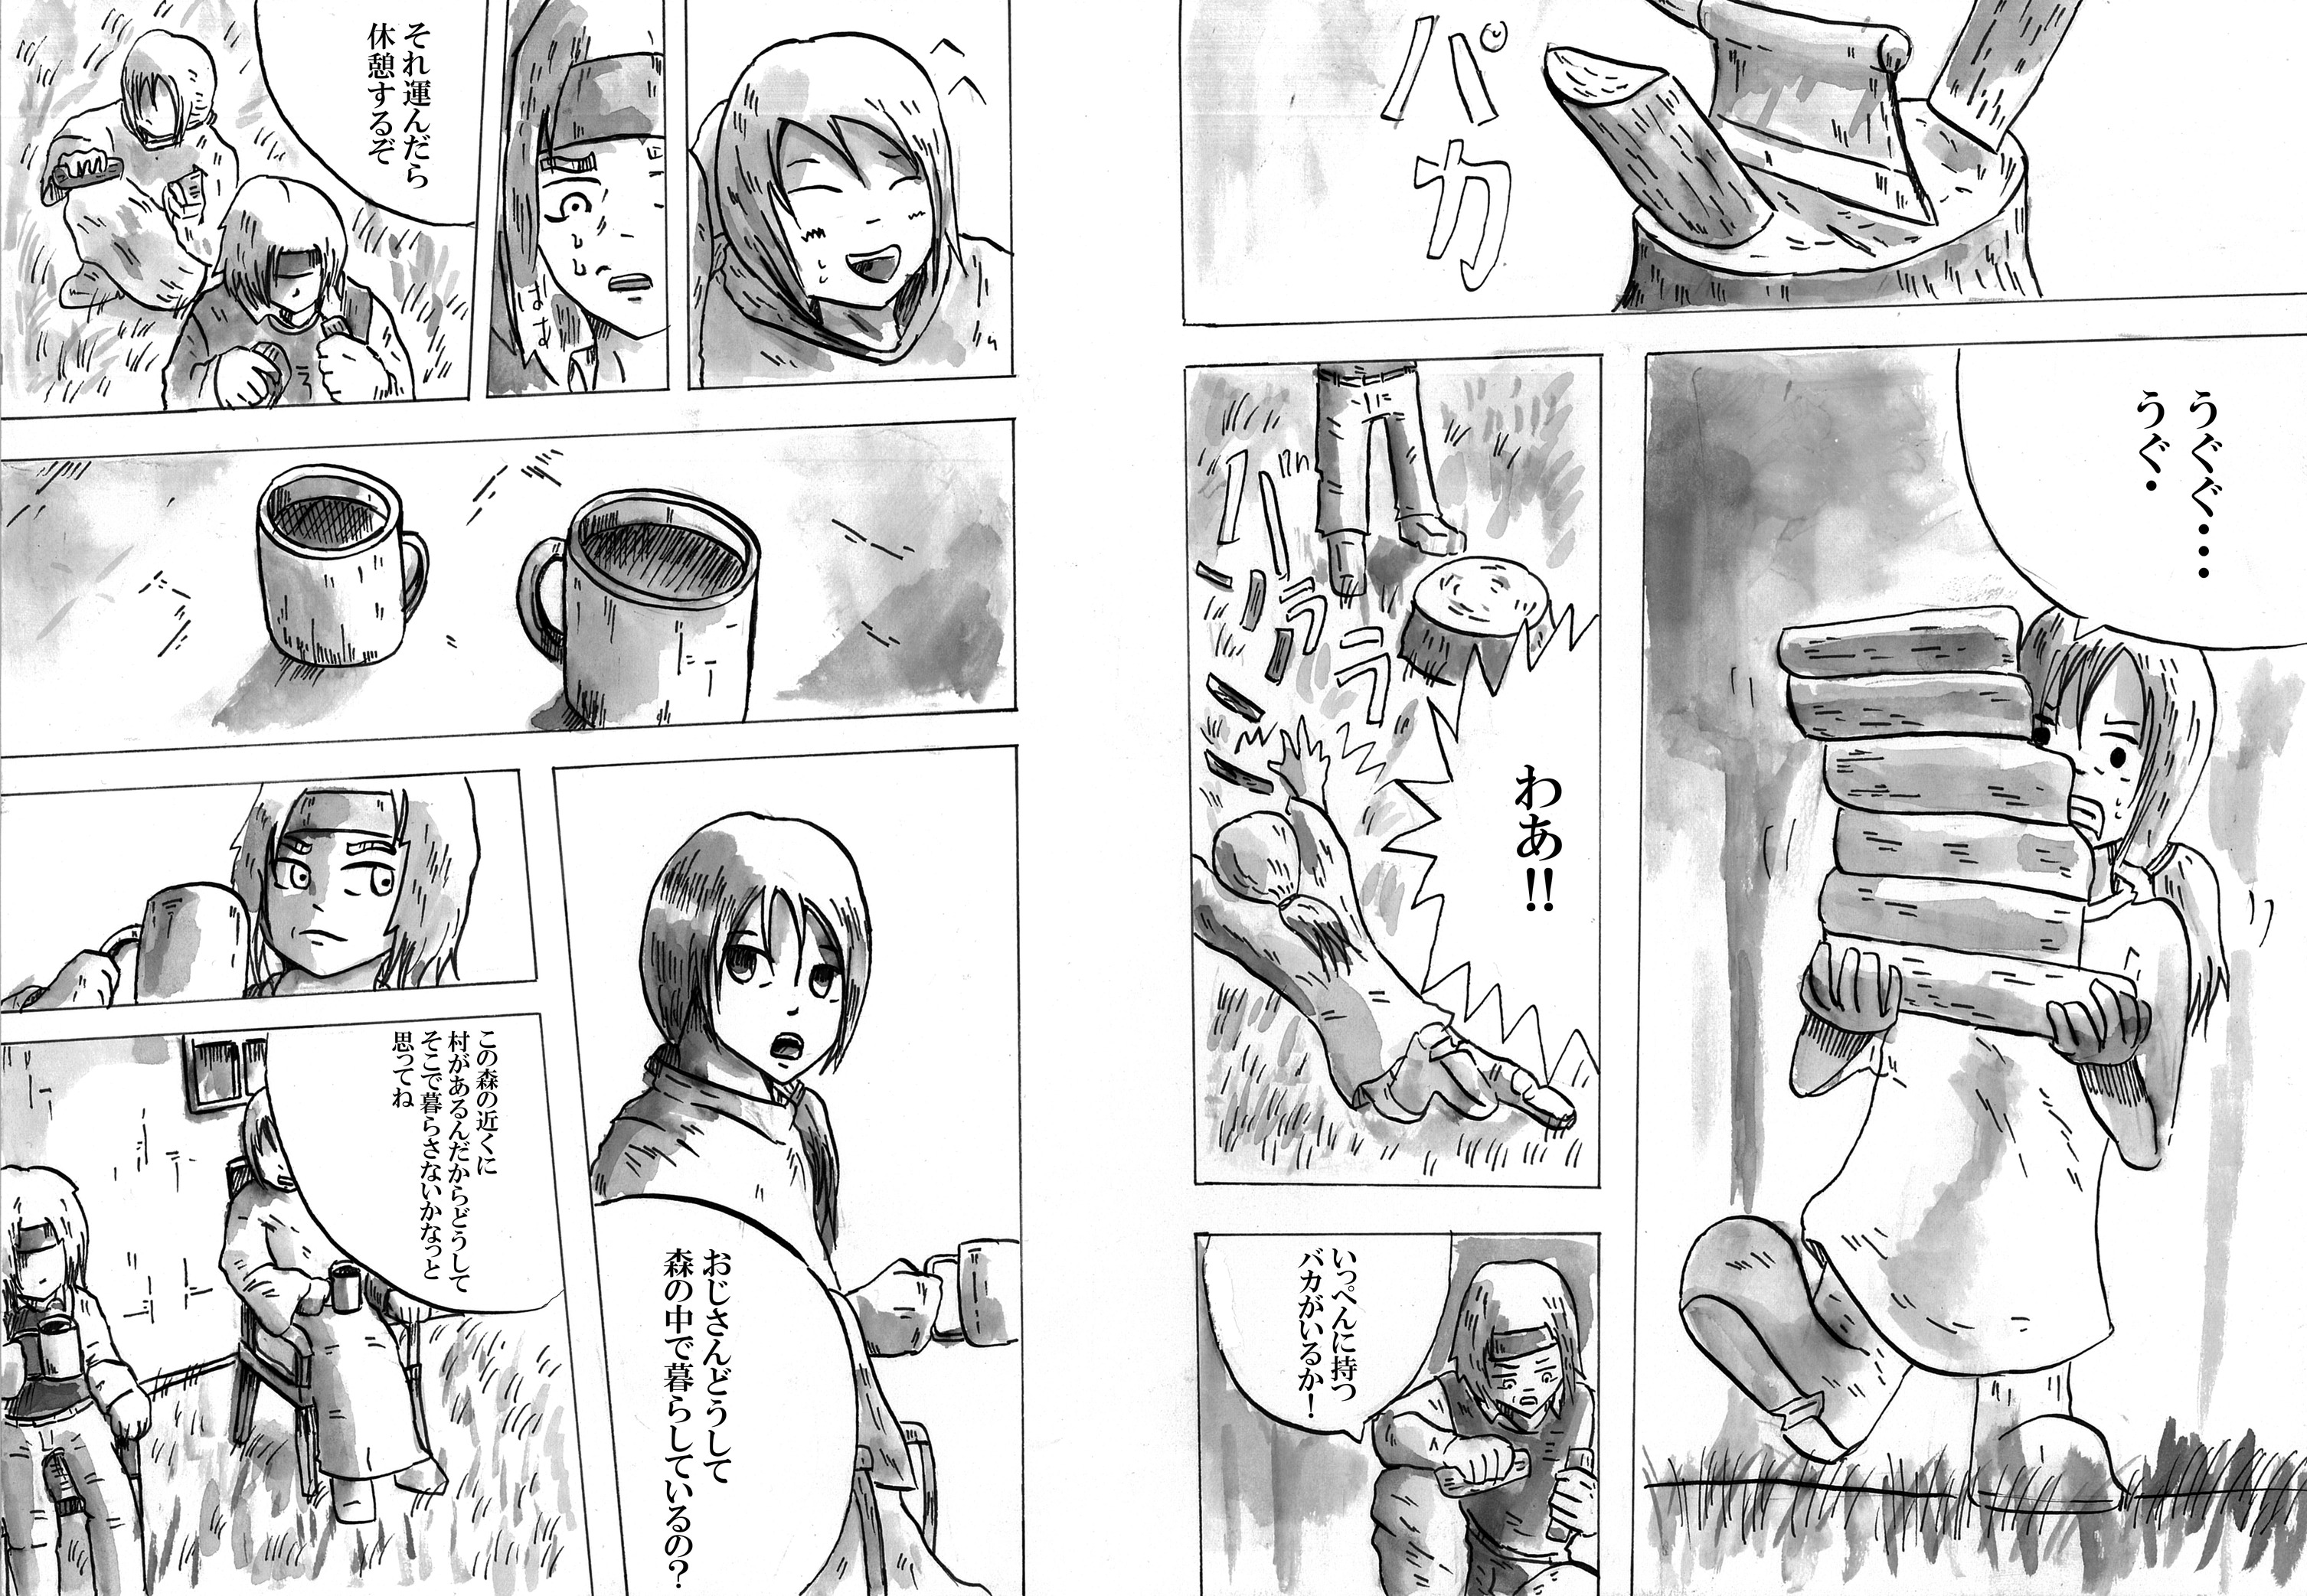 パカ
うぐぐ・・・
うぐ・
わあ!!
バラララ
いっぺんに持つ
バカがいるか!
それ運んだら
休憩するぞ
おじさんどうして
森の中で暮らしているの?
この森の近くに
村があるんだからどうして
そこで暮らさないかなっと
思ってね